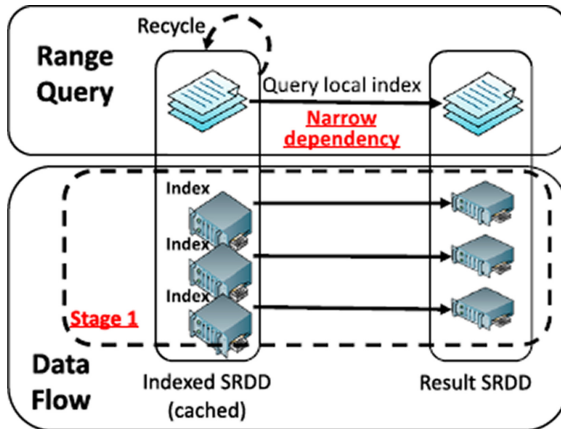 Recycle
Range
Query
Query local index
Narrow
dependency
Index
Index
Index
Stage 1
Data
Flow
Indexed SRDD
(cached)
Result SRDD